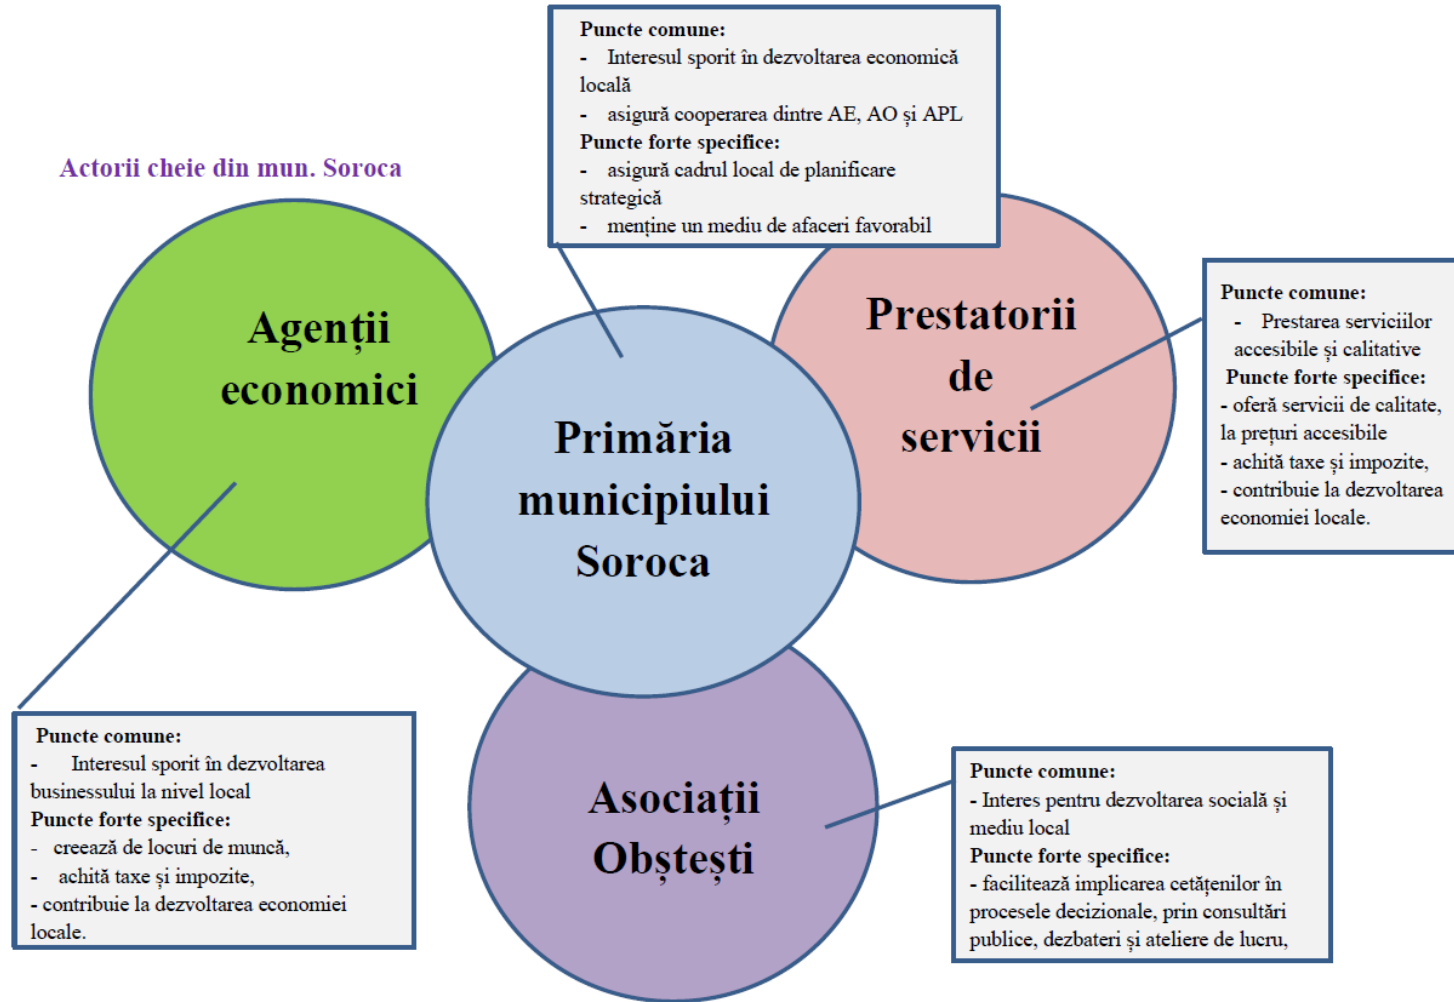 Puncte comune:
- Interesul sporit în dezvoltarea economică
locală
- asigură cooperarea dintre AE, AO și APL
Puncte forte specifice:
- asigură cadrul local de planificare
strategică
- menține un mediu de afaceri favorabil
Actorii cheie din mun. Soroca
Agenții
economici
Prestatorii
de
servicii
Puncte comune:
- Prestarea serviciilor
accesibile și calitative
Puncte forte specifice:
- oferă servicii de calitate,
la prețuri accesibile
- achită taxe și impozite,
- contribuie la dezvoltarea
economiei locale.
Primăria
municipiului
Soroca
Puncte comune:
- Interesul sporit în dezvoltarea
businessului la nivel local
Puncte forte specifice:
- creează de locuri de muncă,
- achită taxe și impozite,
- contribuie la dezvoltarea economiei
locale.
Asociații
Obștești
Puncte comune:
- Interes pentru dezvoltarea socială și
mediu local
Puncte forte specifice:
- facilitează implicarea cetățenilor în
procesele decizionale, prin consultări
publice, dezbateri și ateliere de lucru,